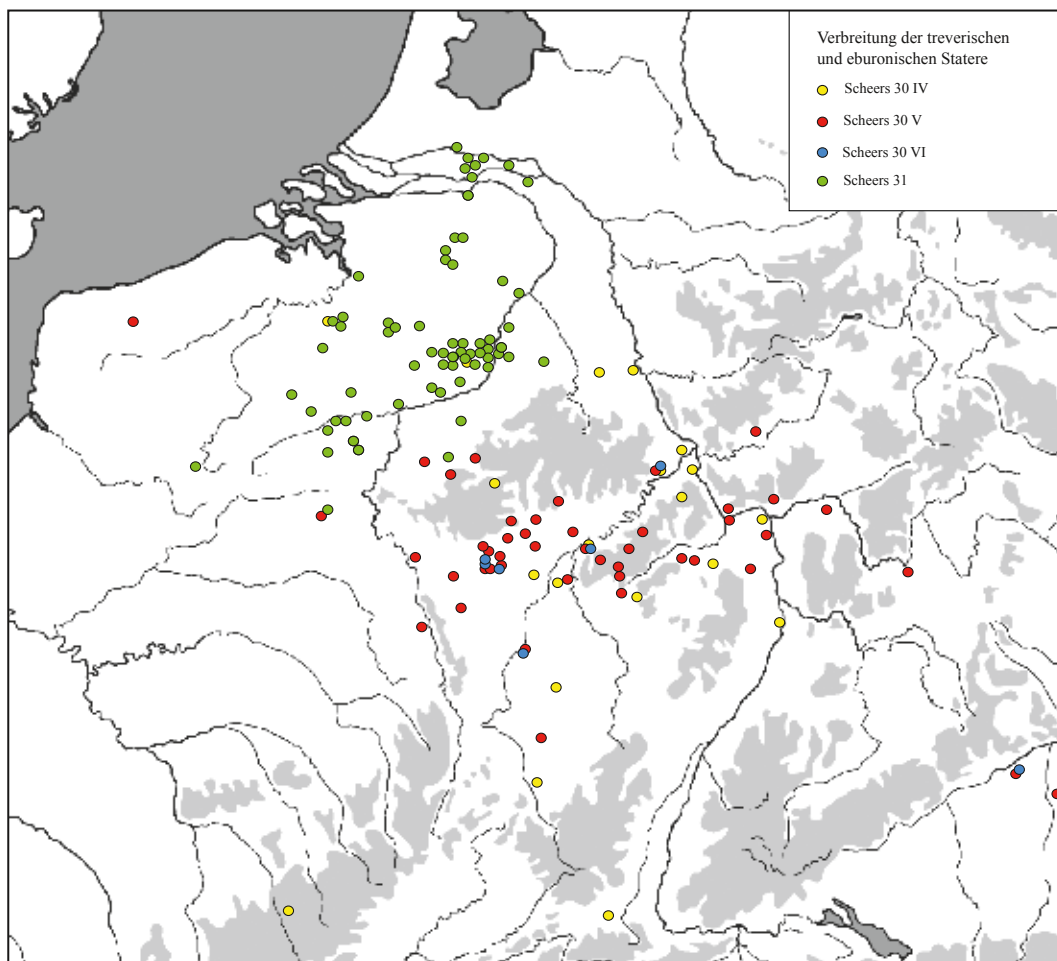 Verbreitung der treverischen
und eburonischen Statere
Scheers 30 IV
Scheers 30 V
Scheers 30 VI
Scheers 31